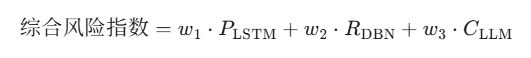 综合风险指数 = w₁ · P_LSTM + w₂ · R_DBN + w₃ · C_LLM